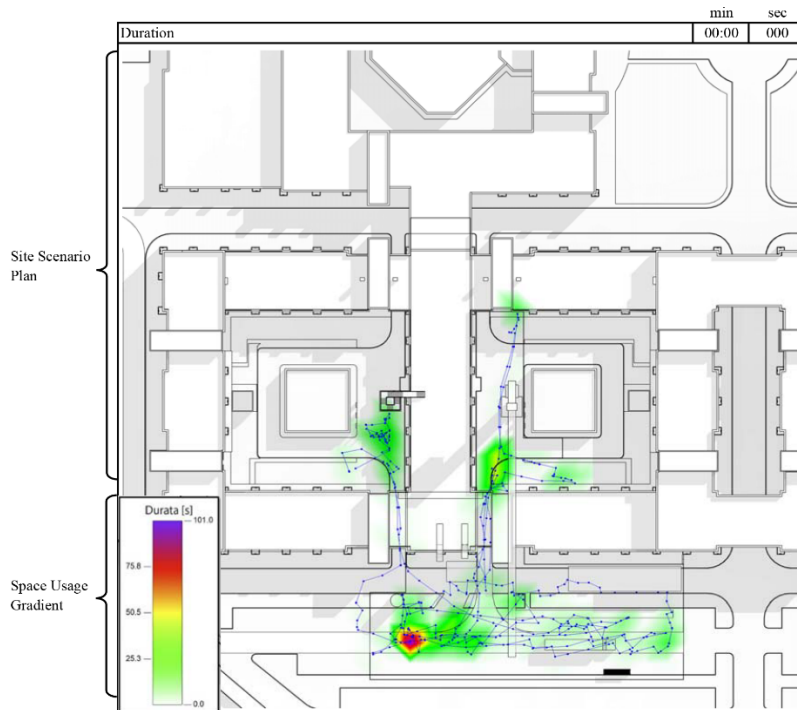 min sec
Duration 00:00 000
Site Scenario
Plan
Durata [s]
101.0
75.8
50.5
25.3
0.0
Space Usage
Gradient